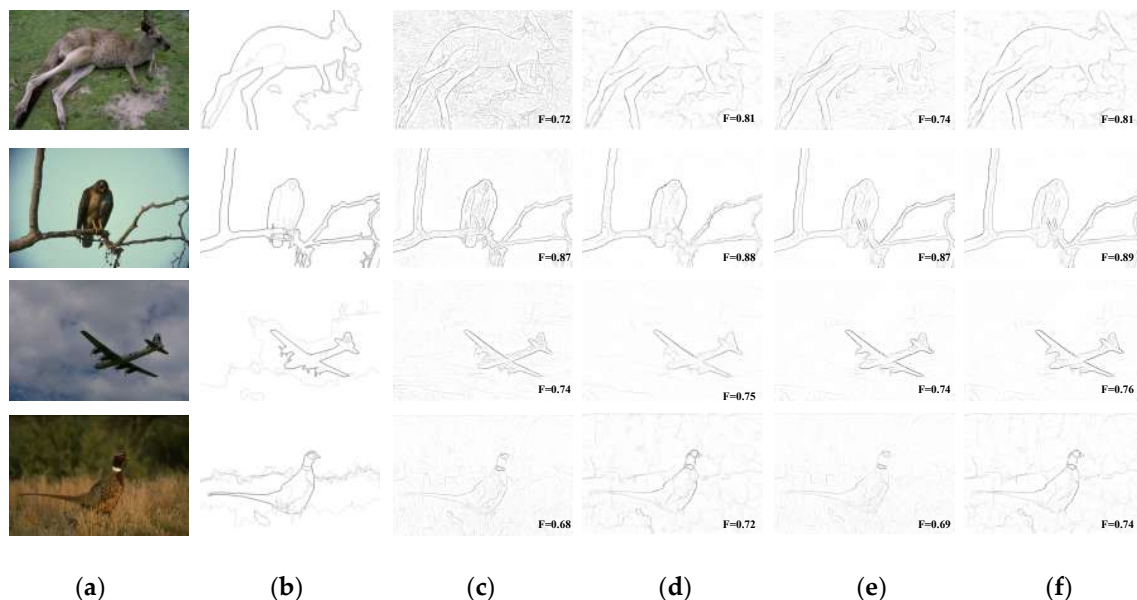 F=0.72 F=0.81 F=0.74 F=0.81
F=0.87 F=0.88 F=0.87 F=0.89
F=0.74 F=0.75 F=0.74 F=0.76
F=0.68 F=0.72 F=0.69 F=0.74
(a) (b) (c) (d) (e) (f)